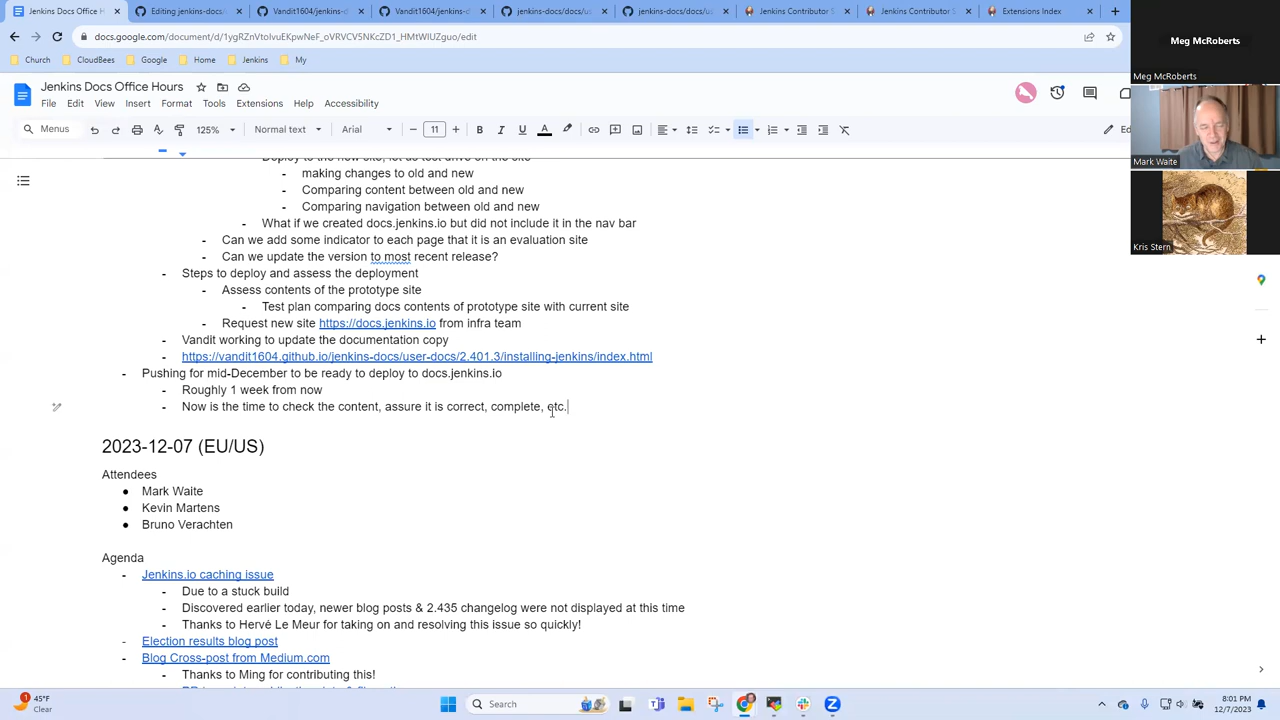 Editing jenkins-docs
Vandit1604/jenkins-d
Vandit1604/jenkins-d
jenkins-docs/docs/us
jenkins-docs/docs/us
Jenkins Contributor S
Jenkins Contributor S
Extensions Index
docs.google.com/document/d/1ygRZnVtoIvuEKpwNeF_oVRVCV5NKcZD1_HMtWIUZguo/edit
Church
CloudBees
Google
Home
Jenkins
My
Jenkins Docs Office Hours
File Edit View Insert Format Tools Extensions Help Accessibility
Menus
125%
Normal text
Arial
11
making changes to old and new
Comparing content between old and new
Comparing navigation between old and new
What if we created docs.jenkins.io but did not include it in the nav bar
Can we add some indicator to each page that it is an evaluation site
Can we update the version to most recent release?
Steps to deploy and assess the deployment
Assess contents of the prototype site
Test plan comparing docs contents of prototype site with current site
Request new site https://docs.jenkins.io from infra team
Vandit working to update the documentation copy
https://vandit1604.github.io/jenkins-docs/user-docs/2.401.3/installing-jenkins/index.html
Pushing for mid-December to be ready to deploy to docs.jenkins.io
Roughly 1 week from now
Now is the time to check the content, assure it is correct, complete, etc.
2023-12-07 (EU/US)
Attendees
Mark Waite
Kevin Martens
Bruno Verachten
Agenda
Jenkins.io caching issue
Due to a stuck build
Discovered earlier today, newer blog posts & 2.435 changelog were not displayed at this time
Thanks to Hervé Le Meur for taking on and resolving this issue so quickly!
Election results blog post
Blog Cross-post from Medium.com
Thanks to Ming for contributing this!
Meg McRoberts
Meg McRoberts
Mark Waite
Kris Stern
1
45°F
Clear
Search
8:01 PM
12/7/2023